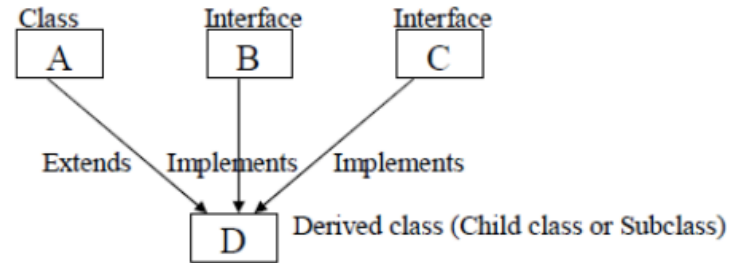 Class Interface Interface
A B C
Extends Implements Implements
D Derived class (Child class or Subclass)